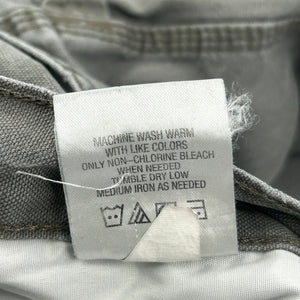 MACHINE WASH WARM
WITH LIKE COLORS
ONLY NON-CHLORINE BLEACH
WHEN NEEDED
TUMBLE DRY LOW
MEDIUM IRON AS NEEDED